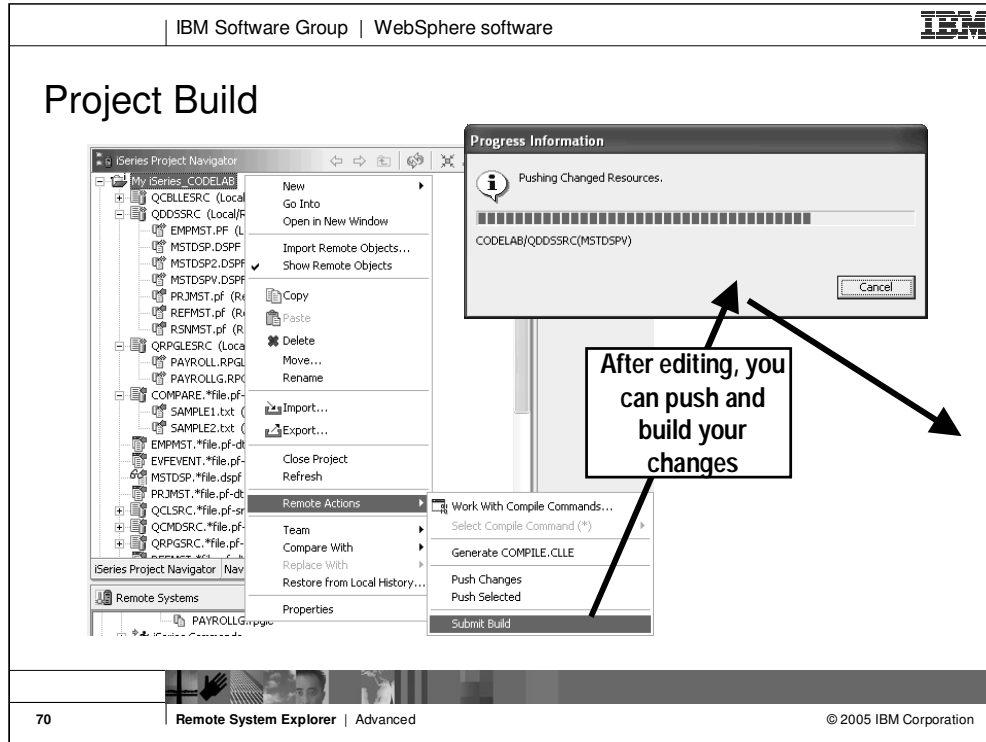 IBM Software Group | WebSphere software
IBM
Project Build
iSeries Project Navigator
My iSeries_CODELAB
QCBLLESRC (Local
QDDSSRC (Local/R
EMPMST.PF (L
MSTDSP.DSPF
MSTDSP2.DSPF
MSTDSPV.DSPF
PRJMST.pf (Re
REFMST.pf (Re
RSNMST.pf (R
QRPGLESRC (Loca
PAYROLL.RPGL
PAYROLLG.RPG
COMPARE.*file.pf-
SAMPLE1.txt (
SAMPLE2.txt (
EMPMST.*file.pf-dt
EVFEVENT.*file.pf-
MSTDSP.*file.dspf
PRJMST.*file.pf-dt
QCLSRC.*file.pf-sr
QCMDSRC.*file.pf-
QRPGSRC.*file.pf-
iSeries Project Navigator Nav
Remote Systems
PAYROLLG.rpgle
New
Go Into
Open in New Window
Import Remote Objects...
Show Remote Objects
Copy
Paste
Delete
Move...
Rename
Import...
Export...
Close Project
Refresh
Remote Actions
Team
Compare With
Replace With
Restore from Local History...
Properties
Work With Compile Commands...
Select Compile Command (*)
Generate COMPILE.CLLE
Push Changes
Push Selected
Submit Build
Progress Information
Pushing Changed Resources.
CODELAB/QDDSSRC(MSTDSPV)
Cancel
After editing, you
can push and
build your
changes
70
Remote System Explorer | Advanced
© 2005 IBM Corporation